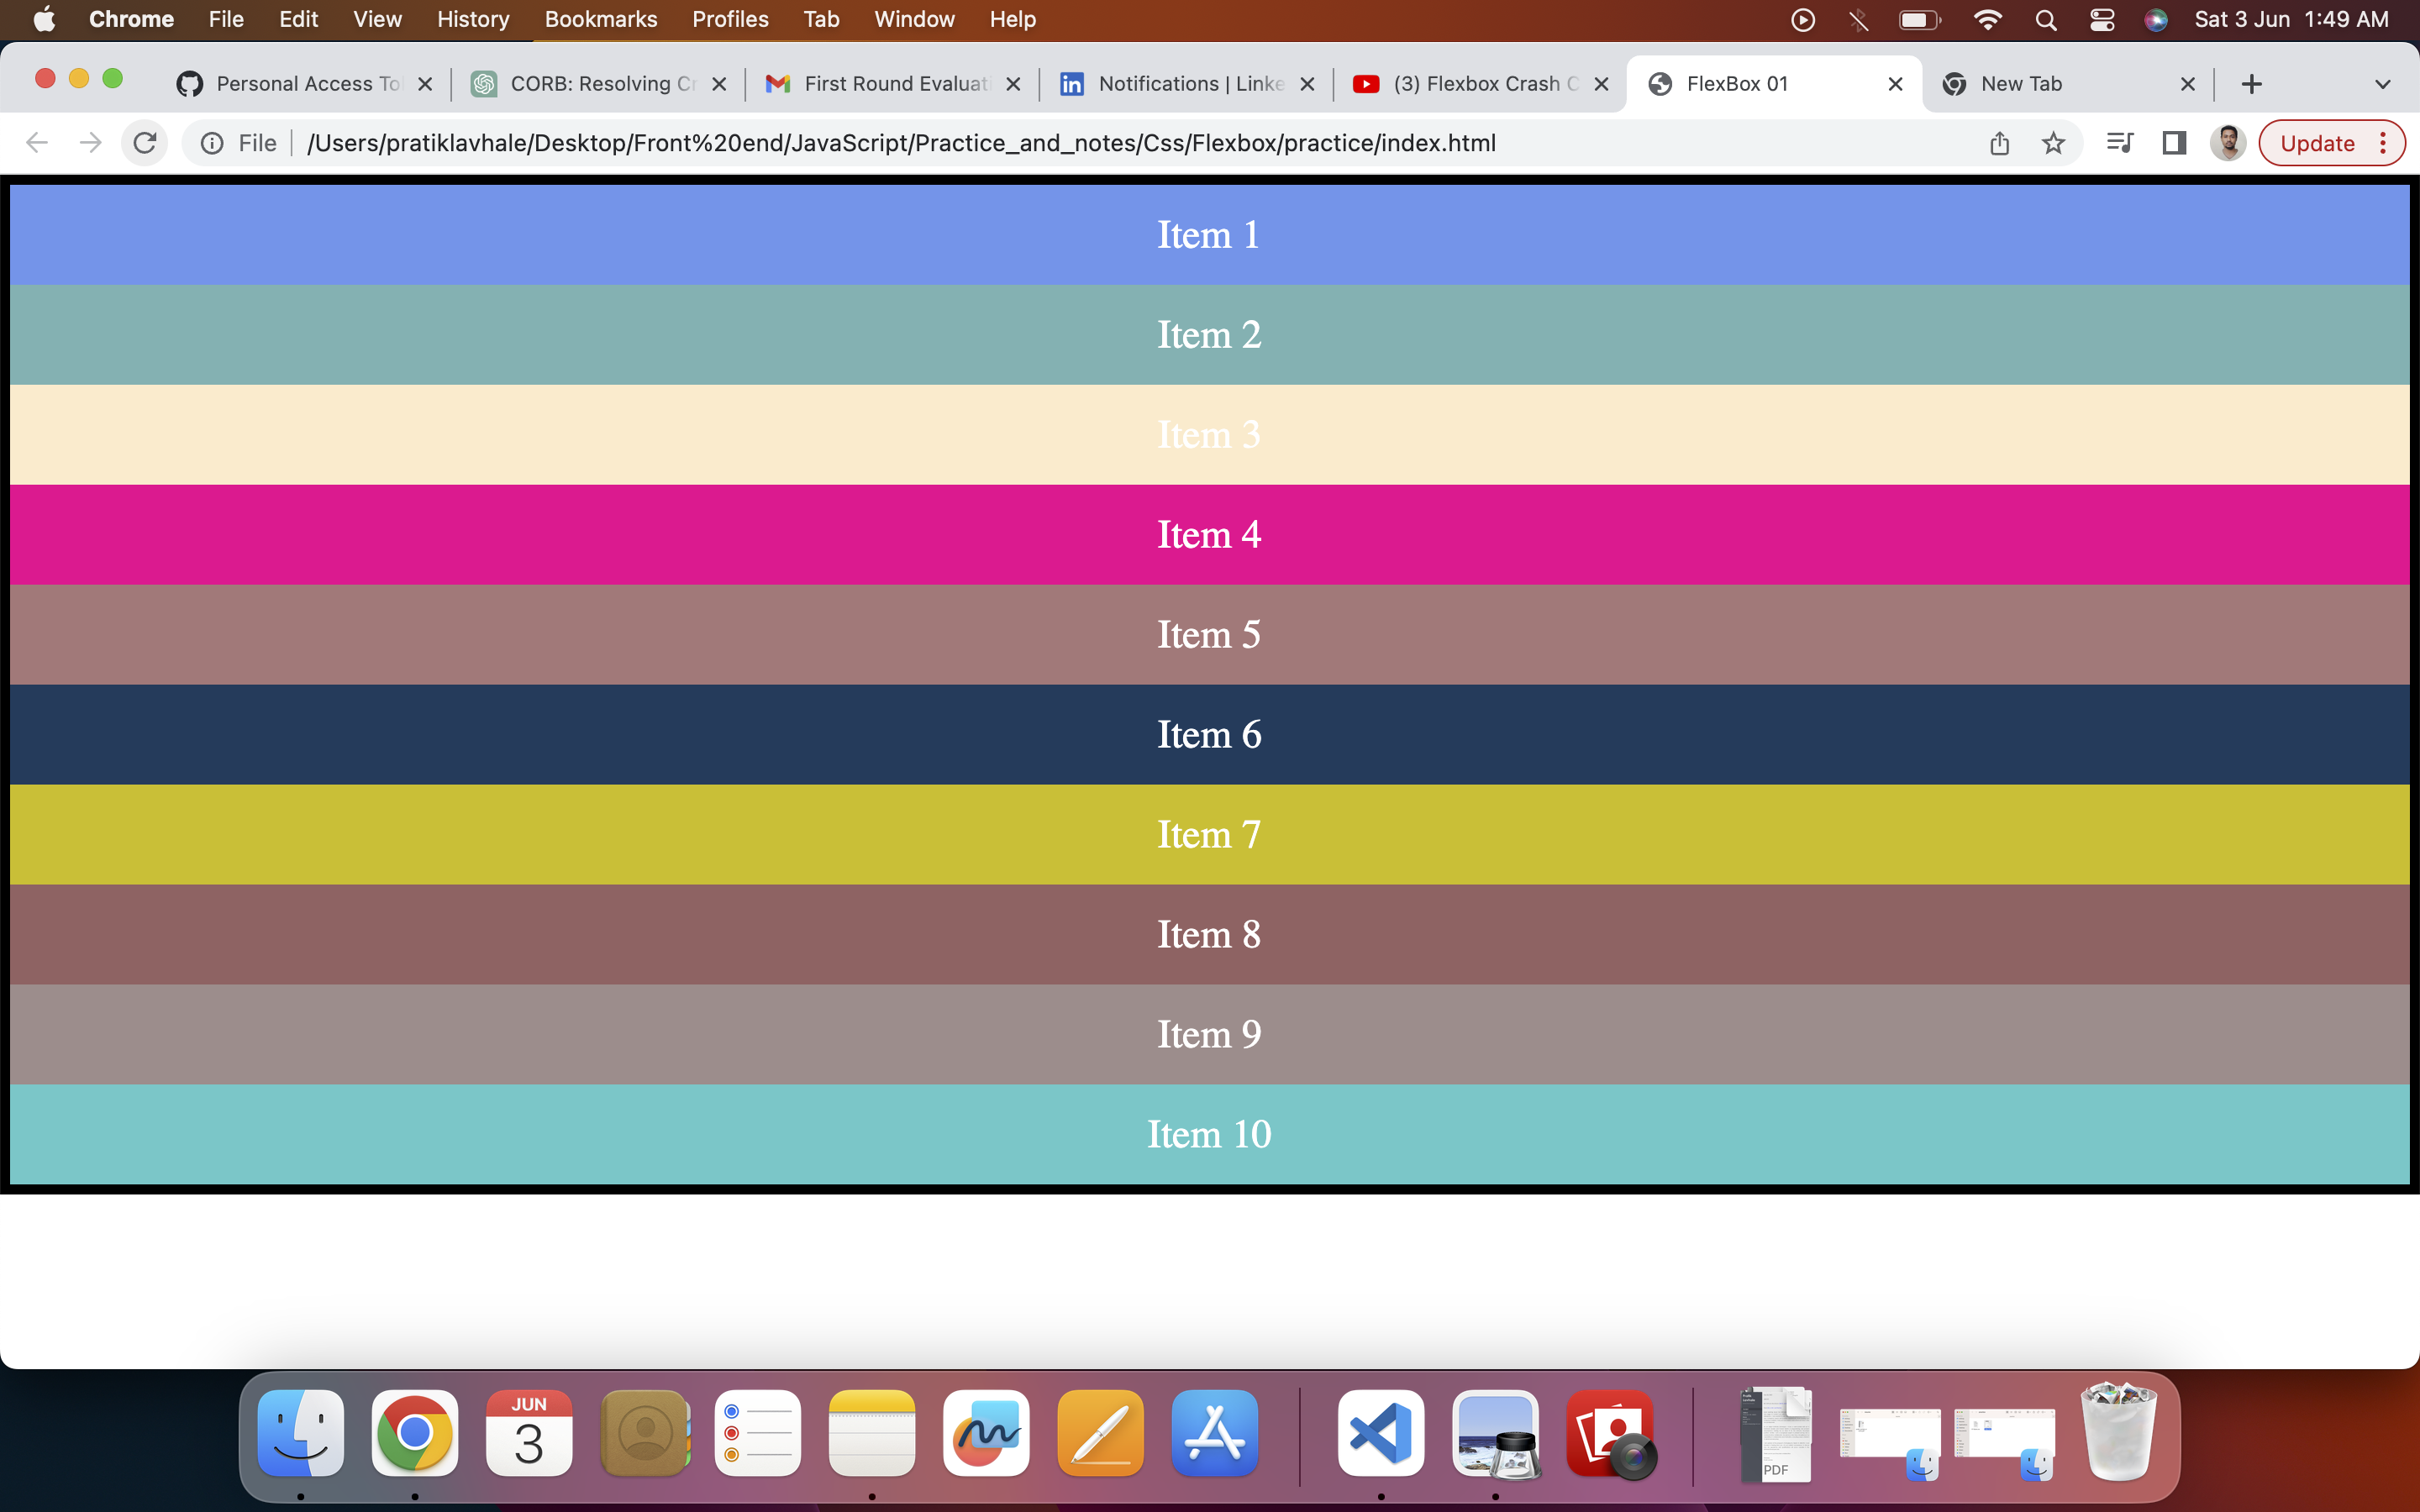 Chrome File Edit View History Bookmarks Profiles Tab Window Help Sat 3 Jun 1:49 AM
Personal Access To CORB: Resolving Cr First Round Evaluati in Notifications | Linke (3) Flexbox Crash C FlexBox 01 New Tab
File /Users/pratiklavhale/Desktop/Front%20end/JavaScript/Practice_and_notes/Css/Flexbox/practice/index.html Update
Item 1
Item 2
Item 3
Item 4
Item 5
Item 6
Item 7
Item 8
Item 9
Item 10
JUN
3
PDF